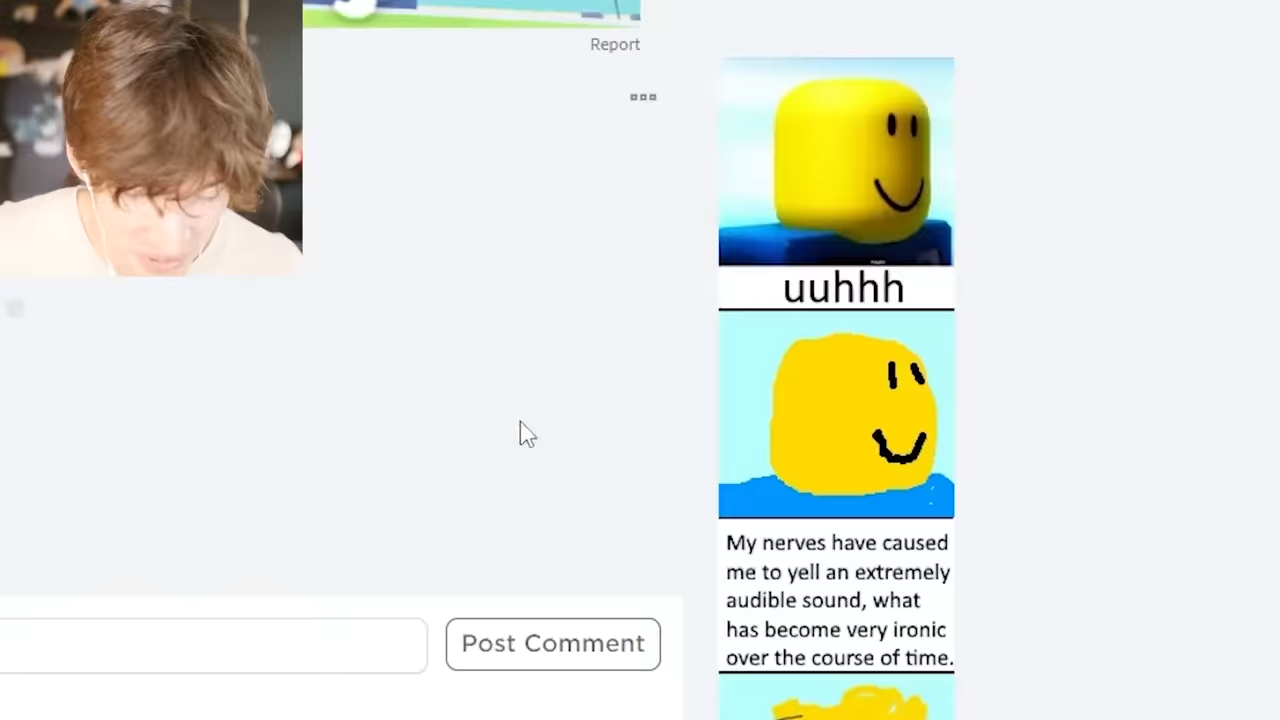 Report
uuhhh
My nerves have caused
me to yell an extremely
audible sound, what
has become very ironic
over the course of time.
Post Comment